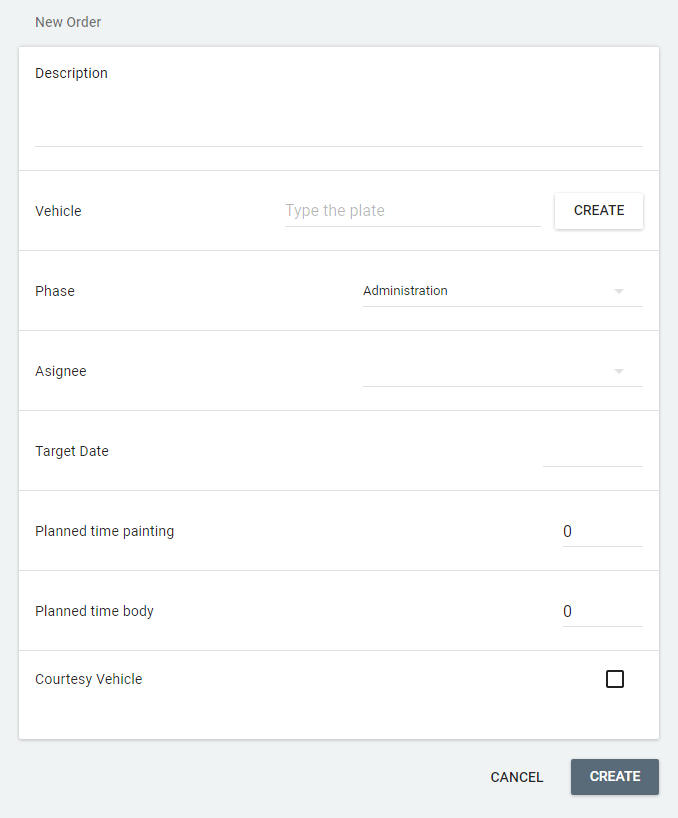 New Order
Description
Vehicle Type the plate CREATE
Phase Administration
Asignee
Target Date
Planned time painting 0
Planned time body 0
Courtesy Vehicle
CANCEL CREATE